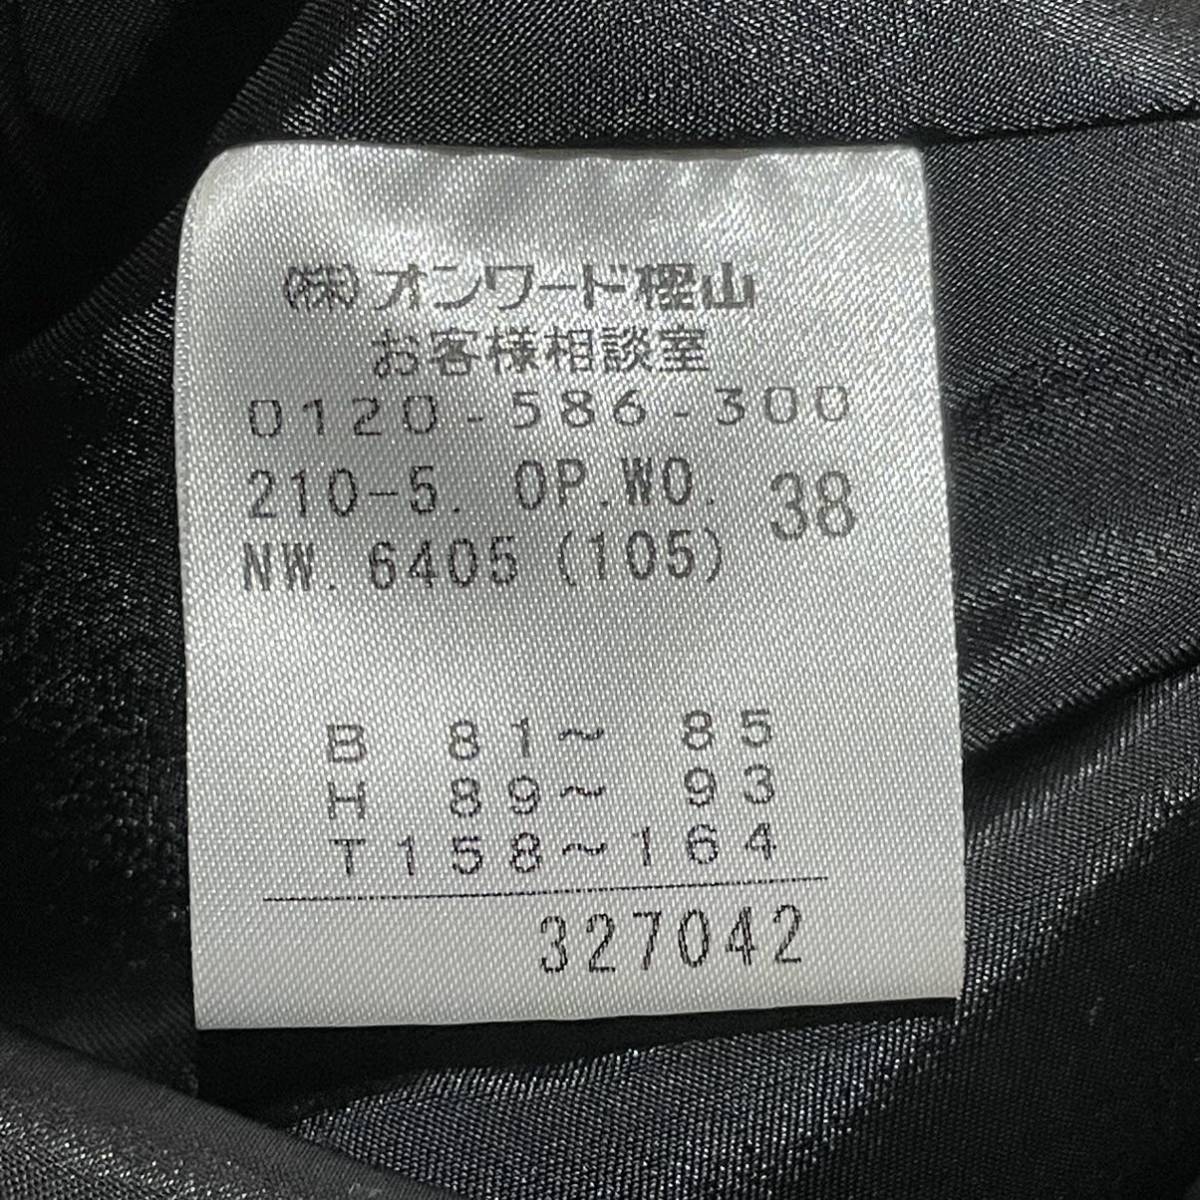 (株)オンワード樫山
お客様相談室
0120-586-300
210-5. OP.WO. 38
NW. 6405 (105)
B 81～ 85
H 89～ 93
T158～164
327042